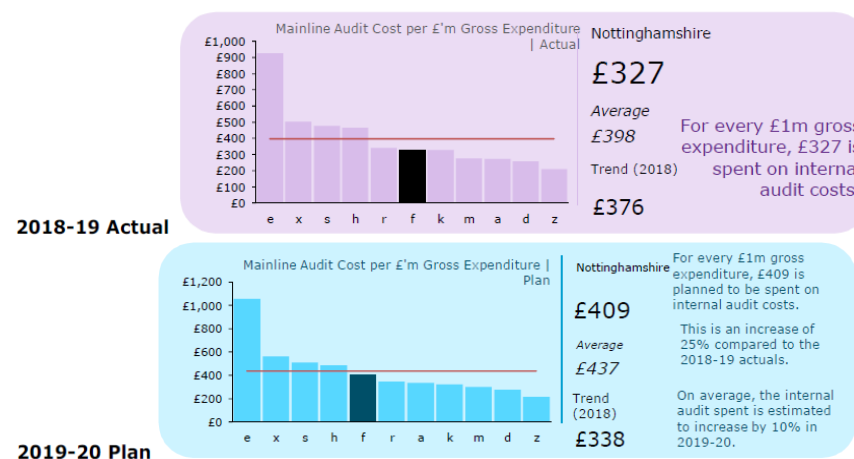 Mainline Audit Cost per £'m Gross Expenditure
| Actual
£1,000
£900
£800
£700
£600
£500
£400
£300
£200
£100
£0
e x s h r f k m a d z
Nottinghamshire
£327
Average
£398
Trend (2018)
£376
For every £1m gross
expenditure, £327 is
spent on internal
audit costs
2018-19 Actual
Mainline Audit Cost per £'m Gross Expenditure |
Plan
£1,200
£1,000
£800
£600
£400
£200
£0
e x s h f r a k m d z
Nottinghamshire
£409
Average
£437
Trend
(2018)
£338
For every £1m gross
expenditure, £409 is
planned to be spent on
internal audit costs.
This is an increase of
25% compared to the
2018-19 actuals.
On average, the internal
audit spent is estimated
to increase by 10% in
2019-20.
2019-20 Plan